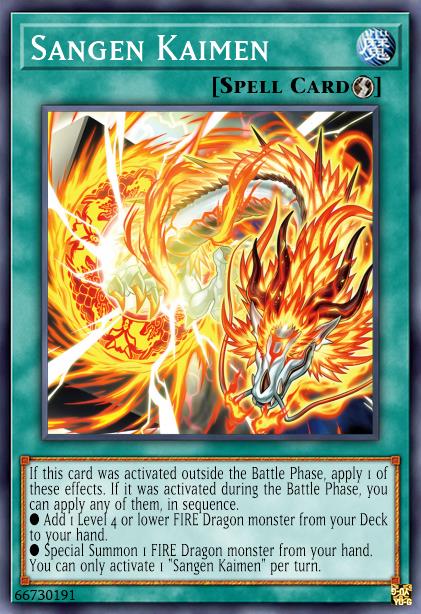 Sangen Kaimen
[Spell Card]
If this card was activated outside the Battle Phase, apply 1 of
these effects. If it was activated during the Battle Phase, you
can apply any of them, in sequence.
● Add 1 Level 4 or lower FIRE Dragon monster from your Deck
to your hand.
● Special Summon 1 FIRE Dragon monster from your hand.
You can only activate 1 "Sangen Kaimen" per turn.
66730191